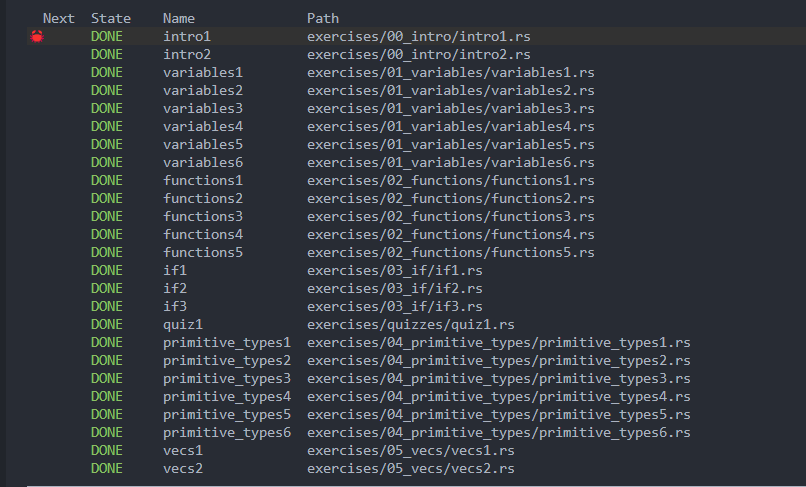 Next State Name Path
DONE intro1 exercises/00_intro/intro1.rs
DONE intro2 exercises/00_intro/intro2.rs
DONE variables1 exercises/01_variables/variables1.rs
DONE variables2 exercises/01_variables/variables2.rs
DONE variables3 exercises/01_variables/variables3.rs
DONE variables4 exercises/01_variables/variables4.rs
DONE variables5 exercises/01_variables/variables5.rs
DONE variables6 exercises/01_variables/variables6.rs
DONE functions1 exercises/02_functions/functions1.rs
DONE functions2 exercises/02_functions/functions2.rs
DONE functions3 exercises/02_functions/functions3.rs
DONE functions4 exercises/02_functions/functions4.rs
DONE functions5 exercises/02_functions/functions5.rs
DONE if1 exercises/03_if/if1.rs
DONE if2 exercises/03_if/if2.rs
DONE if3 exercises/03_if/if3.rs
DONE quiz1 exercises/quizzes/quiz1.rs
DONE primitive_types1 exercises/04_primitive_types/primitive_types1.rs
DONE primitive_types2 exercises/04_primitive_types/primitive_types2.rs
DONE primitive_types3 exercises/04_primitive_types/primitive_types3.rs
DONE primitive_types4 exercises/04_primitive_types/primitive_types4.rs
DONE primitive_types5 exercises/04_primitive_types/primitive_types5.rs
DONE primitive_types6 exercises/04_primitive_types/primitive_types6.rs
DONE vecs1 exercises/05_vecs/vecs1.rs
DONE vecs2 exercises/05_vecs/vecs2.rs